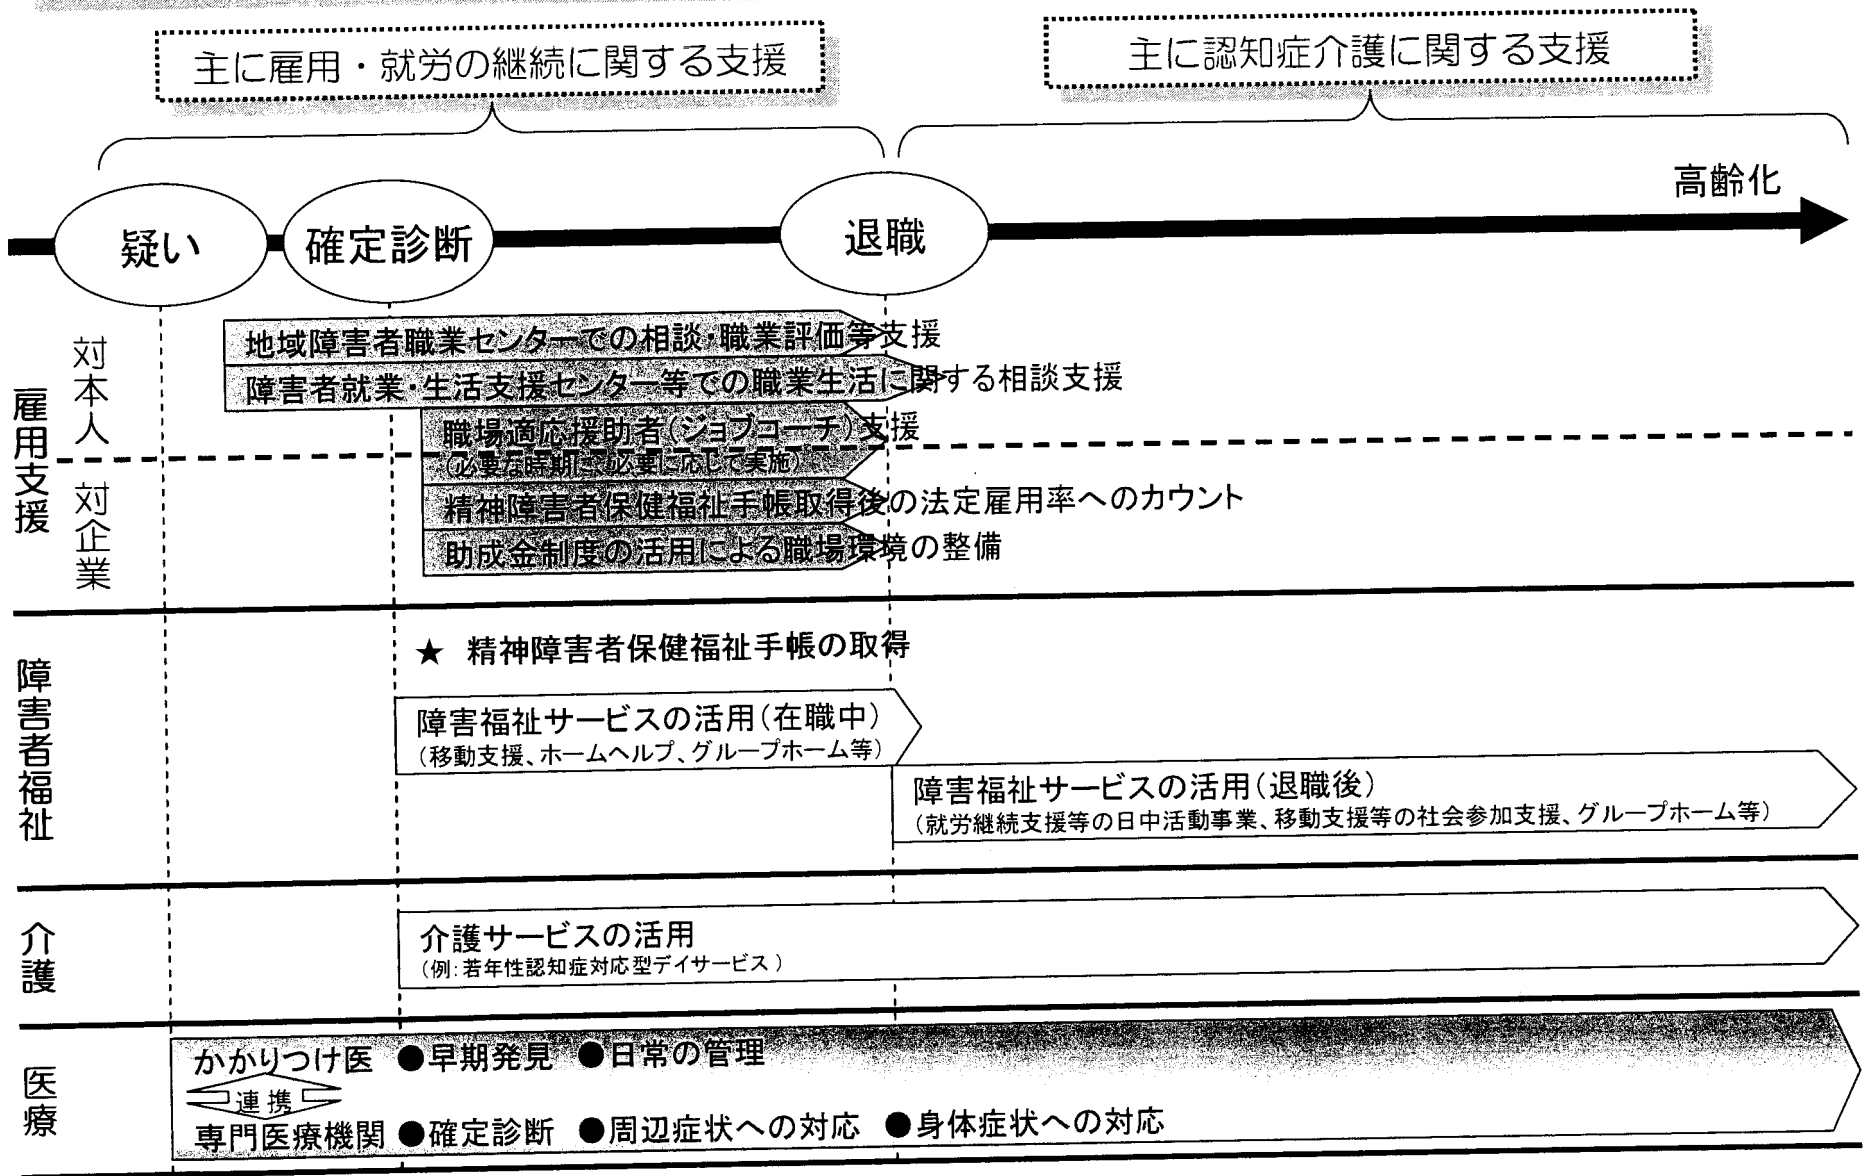 主に雇用・就労の継続に関する支援
主に認知症介護に関する支援
高齢化
疑い
確定診断
退職
雇用支援
対本人
地域障害者職業センターでの相談・職業評価等支援
障害者就業・生活支援センター等での職業生活に関する相談支援
職場適応援助者(ジョブコーチ)支援
(必要な時期に、必要に応じて実施)
対企業
精神障害者保健福祉手帳取得後の法定雇用率へのカウント
助成金制度の活用による職場環境の整備
障害者福祉
★ 精神障害者保健福祉手帳の取得
障害福祉サービスの活用(在職中)
(移動支援、ホームヘルプ、グループホーム等)
障害福祉サービスの活用(退職後)
(就労継続支援等の日中活動事業、移動支援等の社会参加支援、グループホーム等)
介護
介護サービスの活用
(例:若年性認知症対応型デイサービス)
医療
かかりつけ医 ●早期発見 ●日常の管理
連携
専門医療機関 ●確定診断 ●周辺症状への対応 ●身体症状への対応